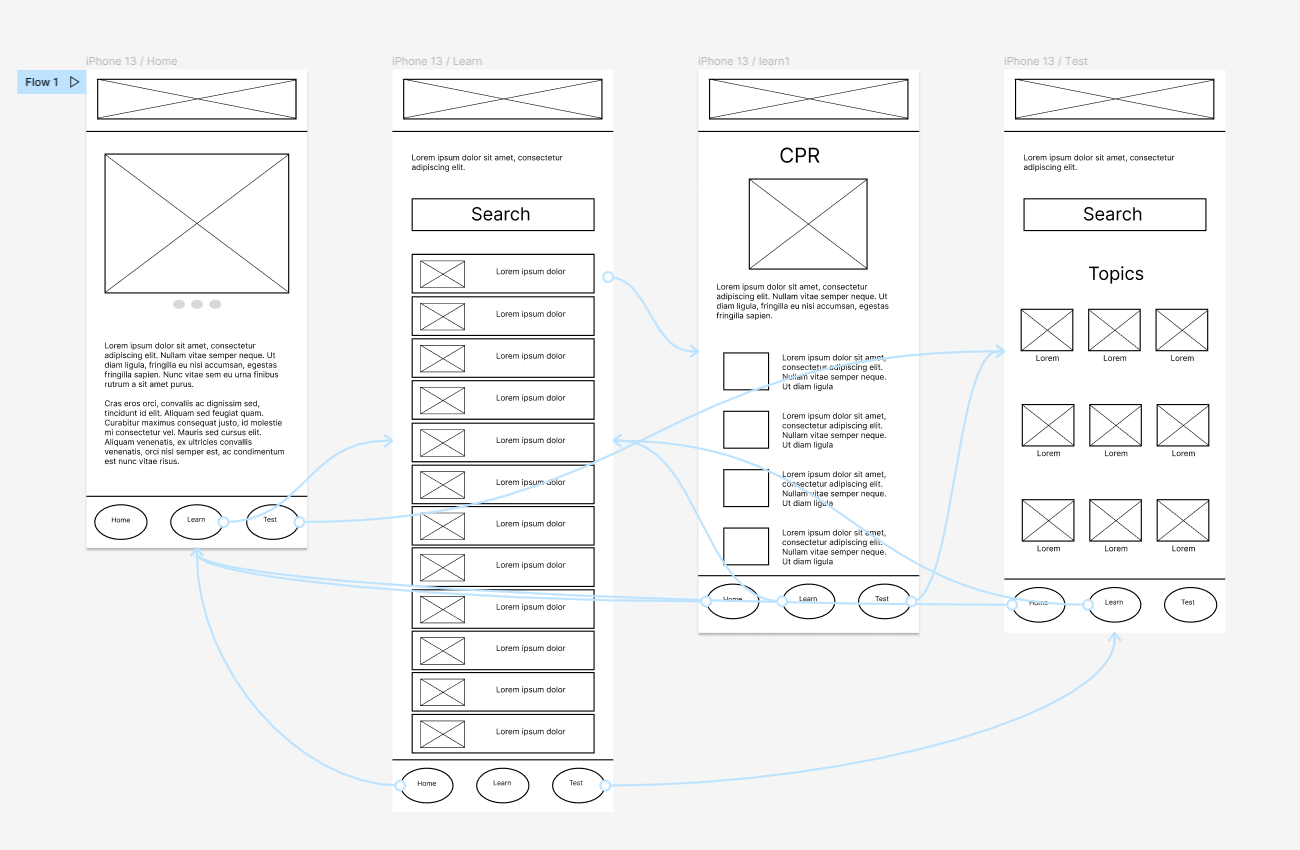 Flow 1
iPhone 13 / Home
Lorem ipsum dolor sit amet, consectetur
adipiscing elit. Nullam vitae semper neque. Ut
diam ligula, fringilla eu nisi accumsan, egestas
fringilla sapien. Nunc vitae sem eu urna finibus
rutrum a sit amet purus.
Cras eros orci, convallis ac dignissim sed,
tincidunt id elit. Aliquam sed feugiat quam.
Curabitur maximus consequat justo, id molestie
mi consectetur vel. Mauris sed cursus elit.
Aliquam venenatis, ex ultricies convallis
venenatis, orci nisl semper est, ac condimentum
est nunc vitae risus.
Home
Learn
Test
iPhone 13 / Learn
Lorem ipsum dolor sit amet, consectetur
adipiscing elit.
Search
Lorem ipsum dolor
Lorem ipsum dolor
Lorem ipsum dolor
Lorem ipsum dolor
Lorem ipsum dolor
Lorem ipsum dolor
Lorem ipsum dolor
Lorem ipsum dolor
Lorem ipsum dolor
Lorem ipsum dolor
Lorem ipsum dolor
Lorem ipsum dolor
Home
Learn
Test
iPhone 13 / learn1
CPR
Lorem ipsum dolor sit amet, consectetur
adipiscing elit. Nullam vitae semper neque. Ut
diam ligula, fringilla eu nisi accumsan, egestas
fringilla sapien.
Lorem ipsum dolor sit amet,
consectetur adipiscing elit.
Nullam vitae semper neque.
Ut diam ligula
Lorem ipsum dolor sit amet,
consectetur adipiscing elit.
Nullam vitae semper neque.
Ut diam ligula
Lorem ipsum dolor sit amet,
consectetur adipiscing elit.
Nullam vitae semper neque.
Ut diam ligula
Lorem ipsum dolor sit amet,
consectetur adipiscing elit.
Nullam vitae semper neque.
Ut diam ligula
Home
Learn
Test
iPhone 13 / Test
Lorem ipsum dolor sit amet, consectetur
adipiscing elit.
Search
Topics
Lorem
Lorem
Lorem
Lorem
Lorem
Lorem
Lorem
Lorem
Lorem
Home
Learn
Test